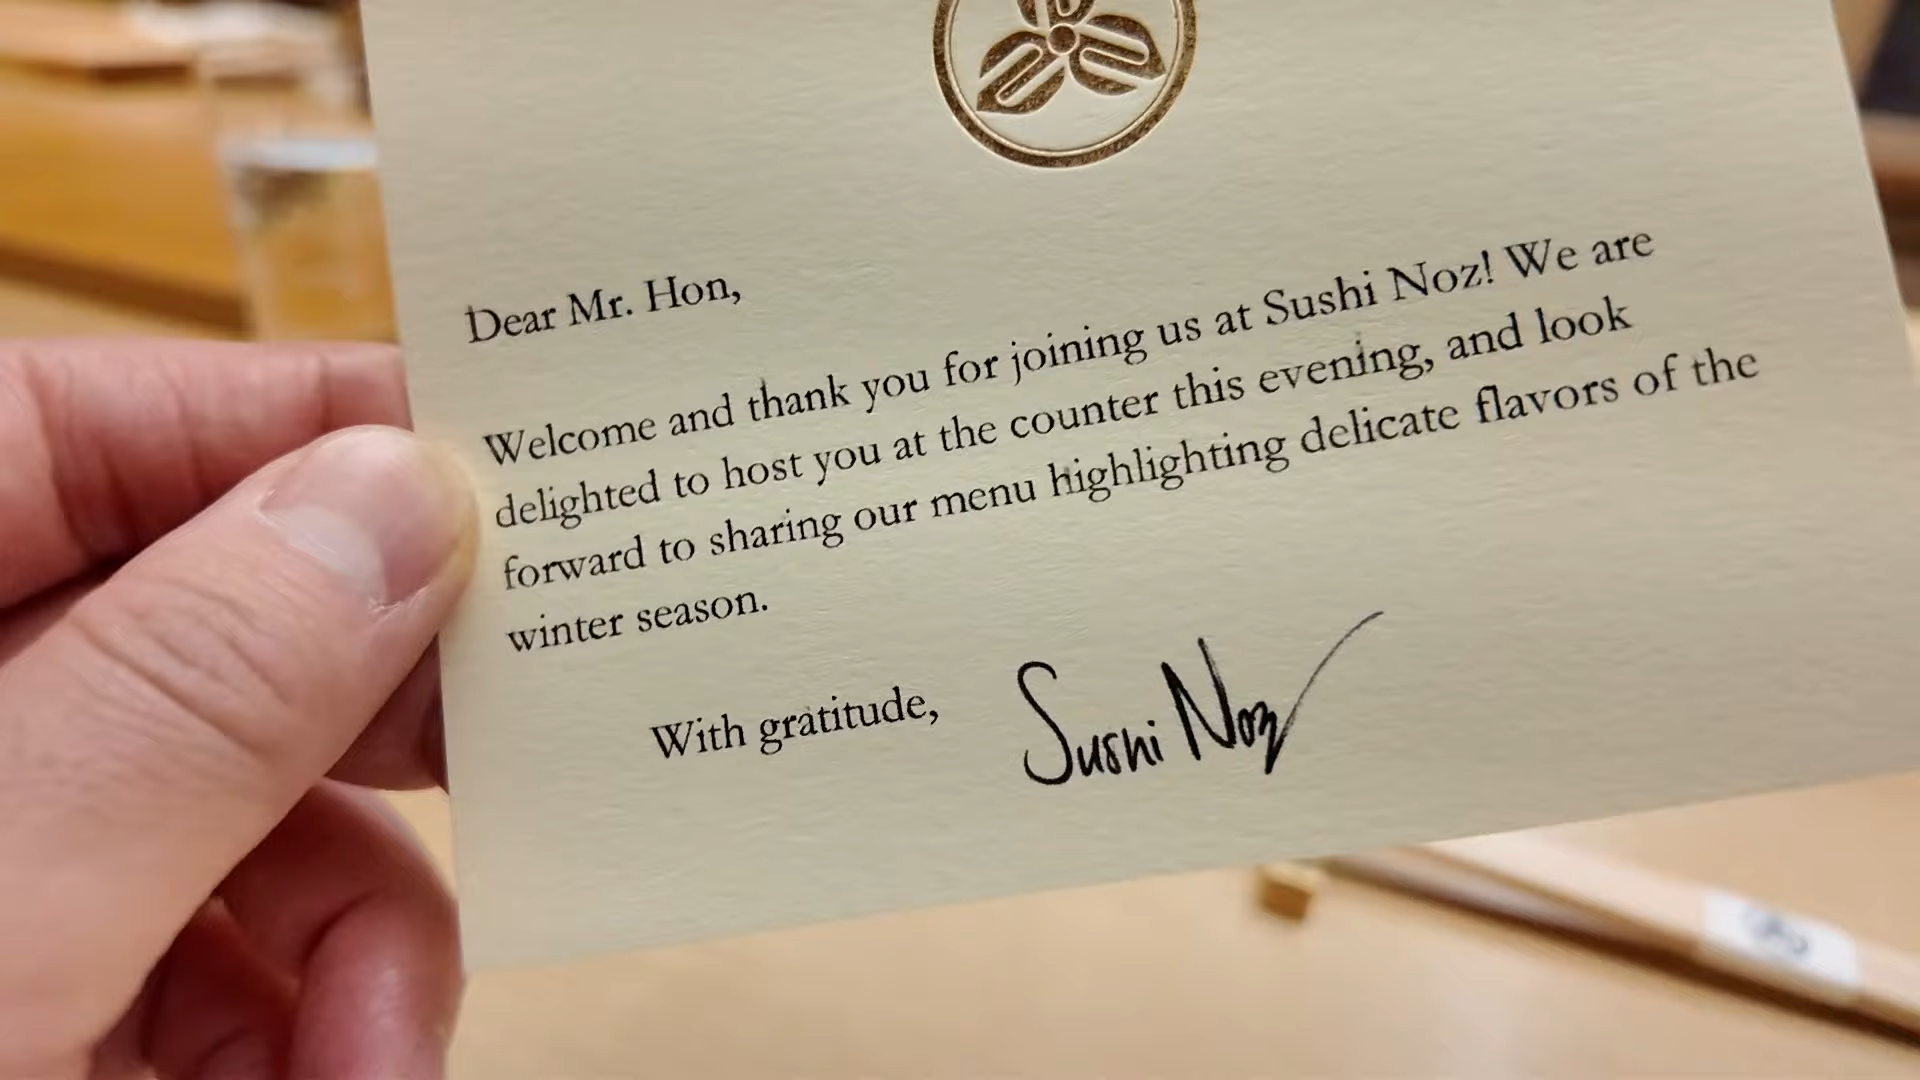 Dear Mr. Hon,
Welcome and thank you for joining us at Sushi Noz! We are
delighted to host you at the counter this evening, and look
forward to sharing our menu highlighting delicate flavors of the
winter season.
With gratitude,
Sushi Noz